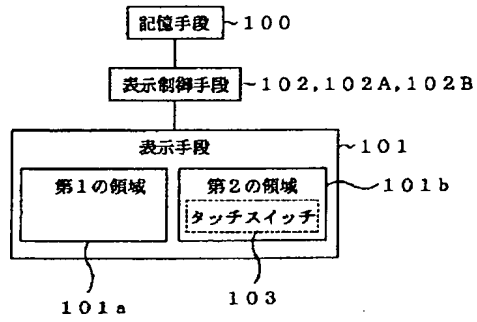 記憶手段 100
表示制御手段 102,102A,102B
表示手段 101
第1の領域 第2の領域 101b
タッチスイッチ
101a 103